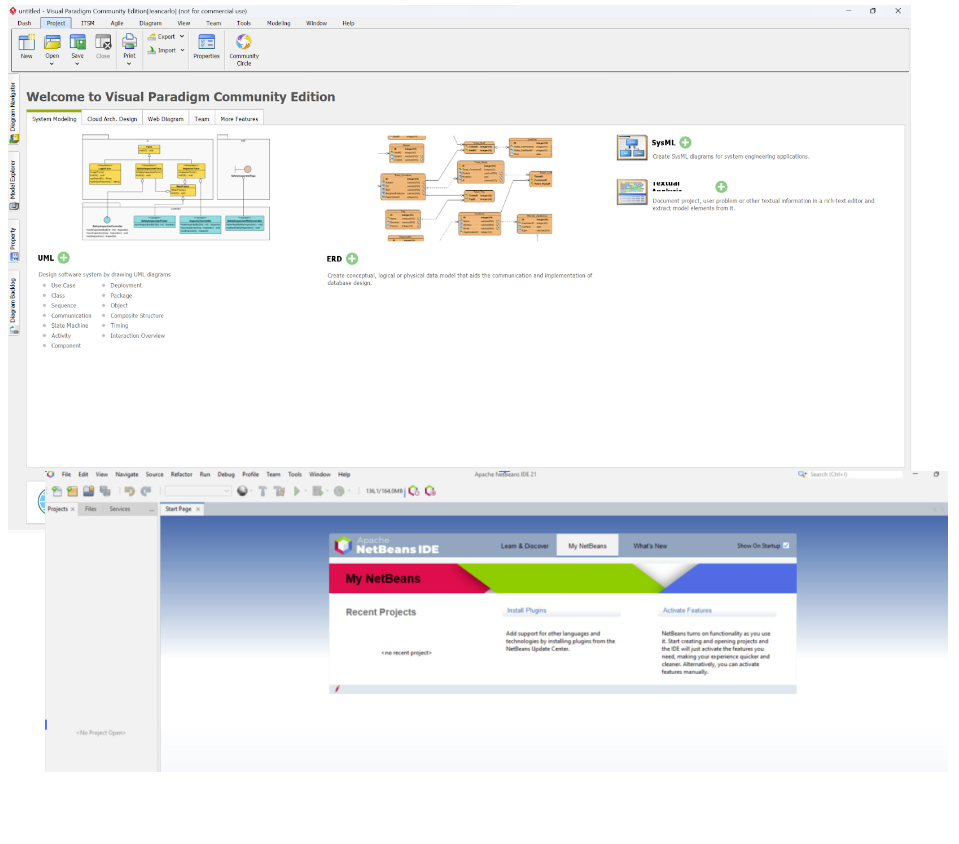 untitled - Visual Paradigm Community Edition[jeancarlo] (not for commercial use)
Dash Project ITSM Agile Diagram View Team Tools Modeling Window Help
New Open Save Close Print Export Import Properties Community Circle
Diagram Navigator
Model Explorer
Property
Diagram Backlog
Welcome to Visual Paradigm Community Edition
System Modeling Cloud Arch. Design Web Diagram Team More Features
UML
Design software system by drawing UML diagrams
Use Case Deployment
Class Package
Sequence Object
Communication Composite Structure
State Machine Timing
Activity Interaction Overview
Component
ERD
Create conceptual, logical or physical data model that aids the communication and implementation of
database design.
SysML
Create SysML diagrams for system engineering applications.
Textual
Document project, user problem or other textual information in a rich-text editor and
extract model elements from it.
File Edit View Navigate Source Refactor Run Debug Profile Team Tools Window Help Apache NetBeans IDE 21 Search (Ctrl+I)
136.1/164.0MB
Projects Files Services ... Start Page
Apache
NetBeans IDE
Learn & Discover My NetBeans What's New Show On Startup
My NetBeans
Recent Projects
<no recent project>
Install Plugins
Add support for other languages and
technologies by installing plugins from the
NetBeans Update Center.
Activate Features
NetBeans turns on functionality as you use
it. Start creating and opening projects and
the IDE will just activate the features you
need, making your experience quicker and
cleaner. Alternatively, you can activate
features manually.
<No Project Open>